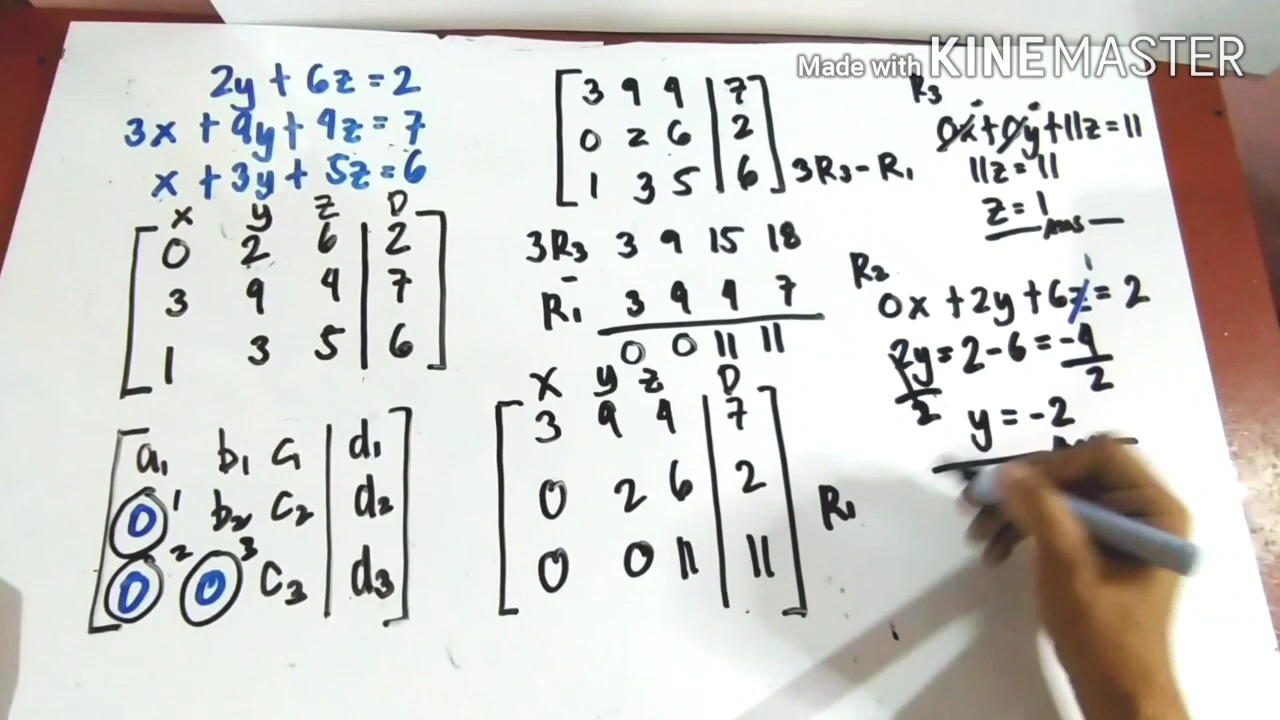 Made with KINEMASTER
2y + 6z = 2
3x + 9y + 4z = 7
x + 3y + 5z = 6
x y z D
0 2 6 | 2
3 9 4 | 7
1 3 5 | 6
a₁ b₁ c₁ | d₁
0 ¹ b₂ c₂ | d₂
0 ² 0 ³ c₃ | d₃
3 9 4 | 7
0 2 6 | 2
1 3 5 | 6 3R₃ - R₁
3R₃ 3 9 15 18
-
R₁ 3 9 4 7
0 0 11 11
x y z D
3 9 4 | 7
0 2 6 | 2
0 0 11 | 11
R₃
0x + 0y + 11z = 11
11z = 11
z = 1 ans
R₂
1
0x + 2y + 6z = 2
2y/2 = 2 - 6 = -4/2
y = -2
R₁